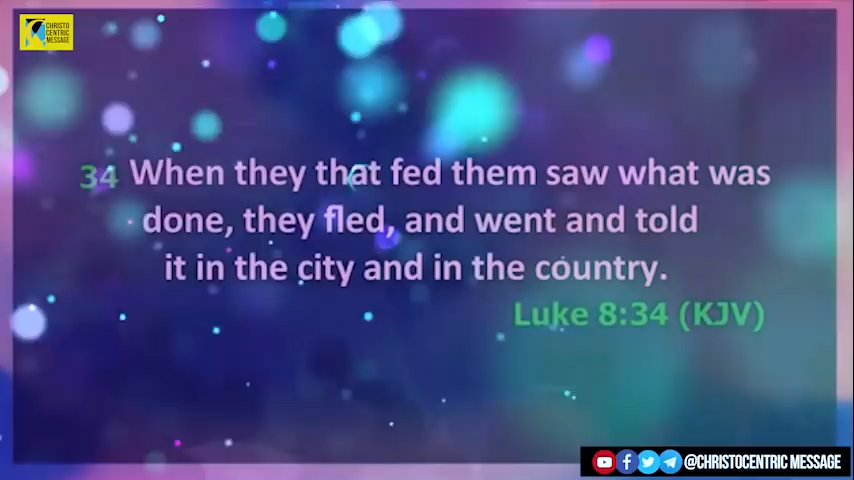 CHRISTO
CENTRIC
MESSAGE
34 When they that fed them saw what was
done, they fled, and went and told
it in the city and in the country.
Luke 8:34 (KJV)
@CHRISTOCENTRIC MESSAGE